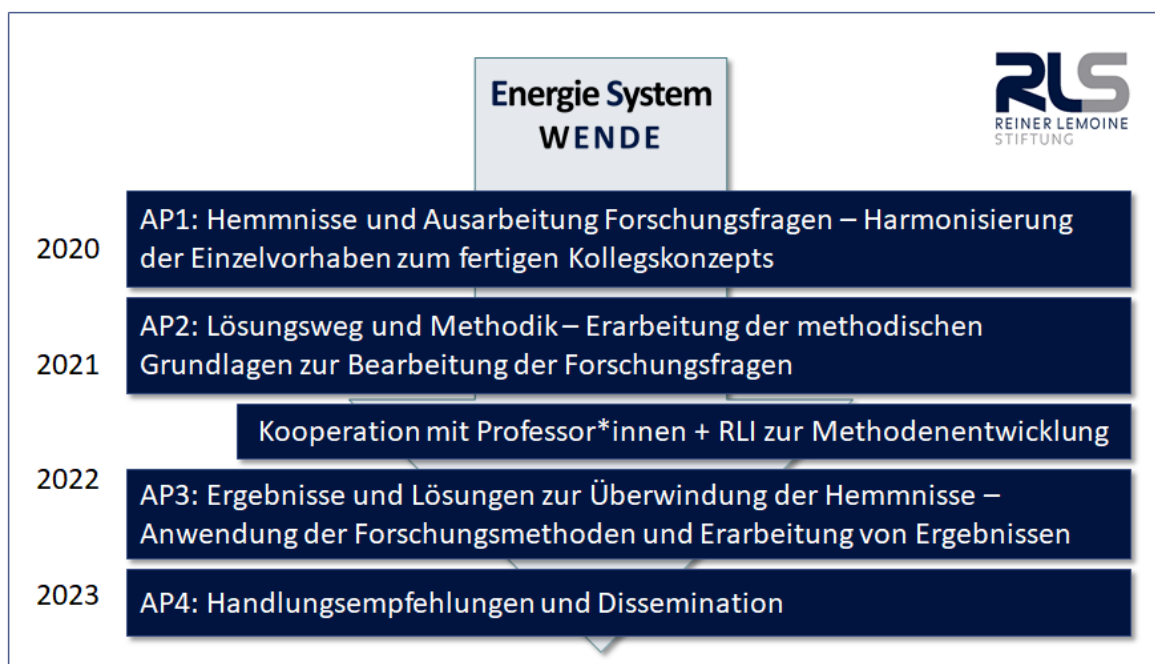 Energie System
WENDE
RLS
REINER LEMOINE
STIFTUNG
2020
AP1: Hemmnisse und Ausarbeitung Forschungsfragen – Harmonisierung
der Einzelvorhaben zum fertigen Kollegskonzepts
2021
AP2: Lösungsweg und Methodik – Erarbeitung der methodischen
Grundlagen zur Bearbeitung der Forschungsfragen
Kooperation mit Professor*innen + RLI zur Methodenentwicklung
2022
AP3: Ergebnisse und Lösungen zur Überwindung der Hemmnisse –
Anwendung der Forschungsmethoden und Erarbeitung von Ergebnissen
2023
AP4: Handlungsempfehlungen und Dissemination